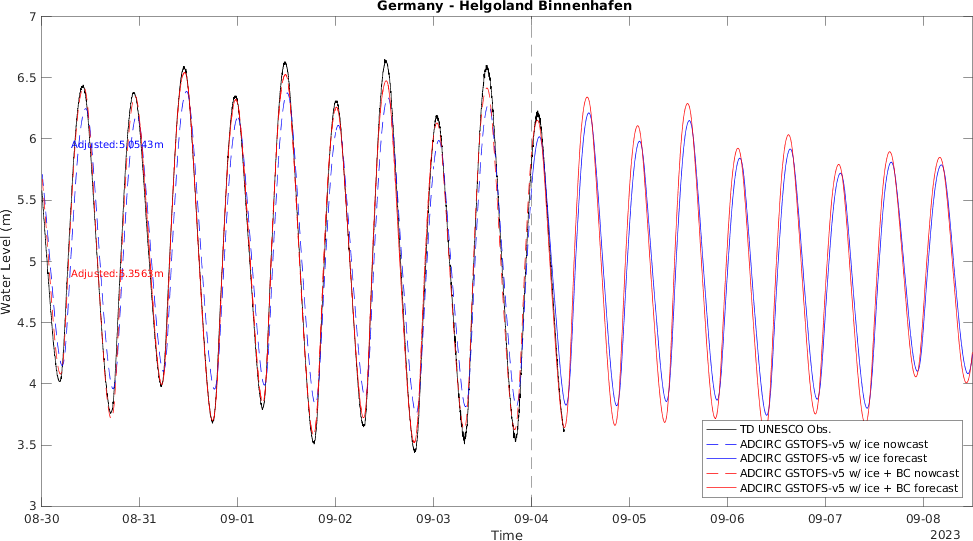 Germany - Helgoland Binnenhafen
7
6.5
6
5.5
5
4.5
4
3.5
3
Water Level (m)
Adjusted:5.0543m
Adjusted:5.3563m
TD UNESCO Obs.
ADCIRC GSTOFS-v5 w/ ice nowcast
ADCIRC GSTOFS-v5 w/ ice forecast
ADCIRC GSTOFS-v5 w/ ice + BC nowcast
ADCIRC GSTOFS-v5 w/ ice + BC forecast
08-30 08-31 09-01 09-02 09-03 09-04 09-05 09-06 09-07 09-08
Time
2023